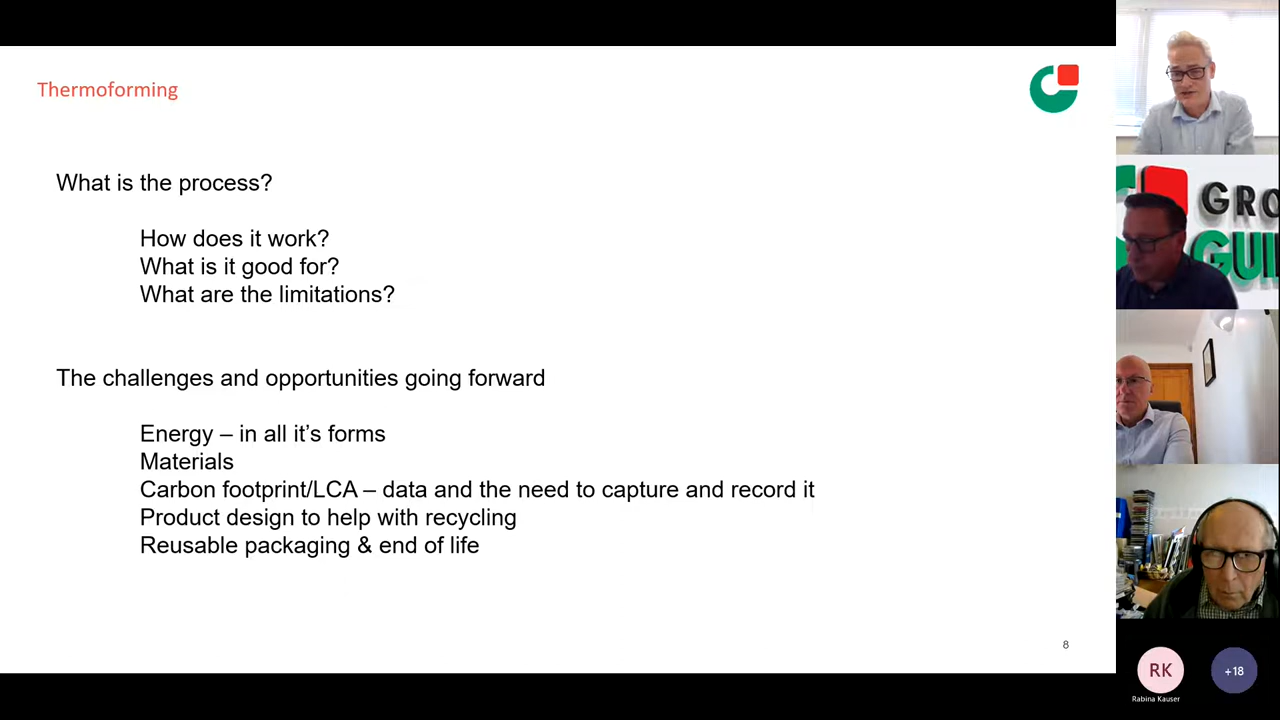 Thermoforming
What is the process?
How does it work?
What is it good for?
What are the limitations?
The challenges and opportunities going forward
Energy – in all it’s forms
Materials
Carbon footprint/LCA – data and the need to capture and record it
Product design to help with recycling
Reusable packaging & end of life
8
GRO
GUI
RK
+18
Rabina Kauser